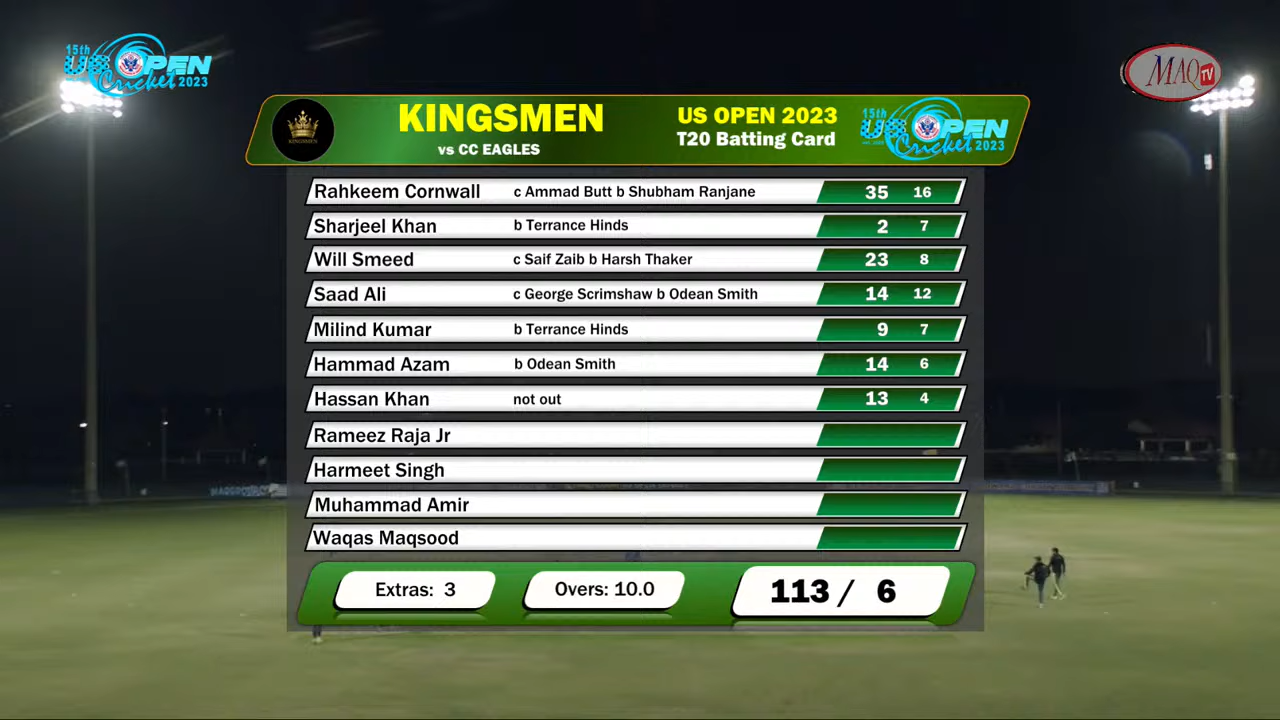 15th
US OPEN
Cricket 2023
MAQ TV
KINGSMEN
vs CC EAGLES
KINGSMEN
US OPEN 2023
T20 Batting Card
15th
US OPEN
Cricket 2023
Rahkeem Cornwall c Ammad Butt b Shubham Ranjane 35 16
Sharjeel Khan b Terrance Hinds 2 7
Will Smeed c Saif Zaib b Harsh Thaker 23 8
Saad Ali c George Scrimshaw b Odean Smith 14 12
Milind Kumar b Terrance Hinds 9 7
Hammad Azam b Odean Smith 14 6
Hassan Khan not out 13 4
Rameez Raja Jr
Harmeet Singh
Muhammad Amir
Waqas Maqsood
Extras: 3 Overs: 10.0 113 / 6